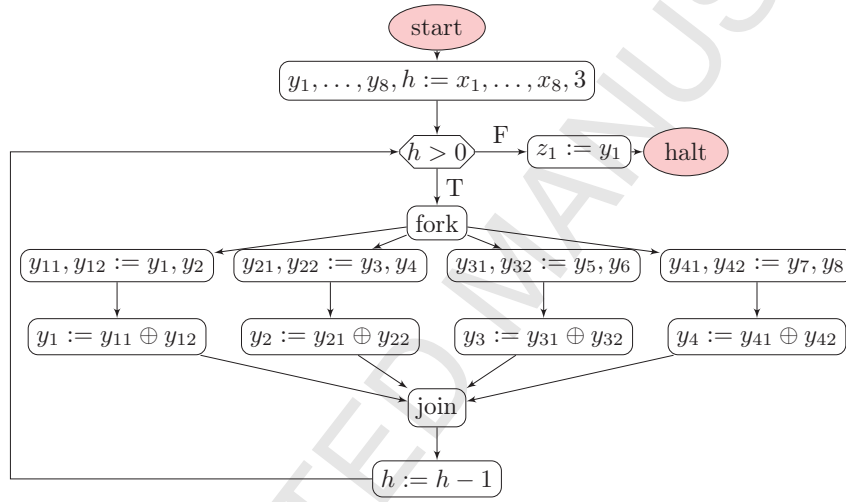 start
y₁, …, y₈, h := x₁, …, x₈, 3
h > 0
F
z₁ := y₁
halt
T
fork
y₁₁, y₁₂ := y₁, y₂
y₂₁, y₂₂ := y₃, y₄
y₃₁, y₃₂ := y₅, y₆
y₄₁, y₄₂ := y₇, y₈
y₁ := y₁₁ ⊕ y₁₂
y₂ := y₂₁ ⊕ y₂₂
y₃ := y₃₁ ⊕ y₃₂
y₄ := y₄₁ ⊕ y₄₂
join
h := h − 1
TED MANUS